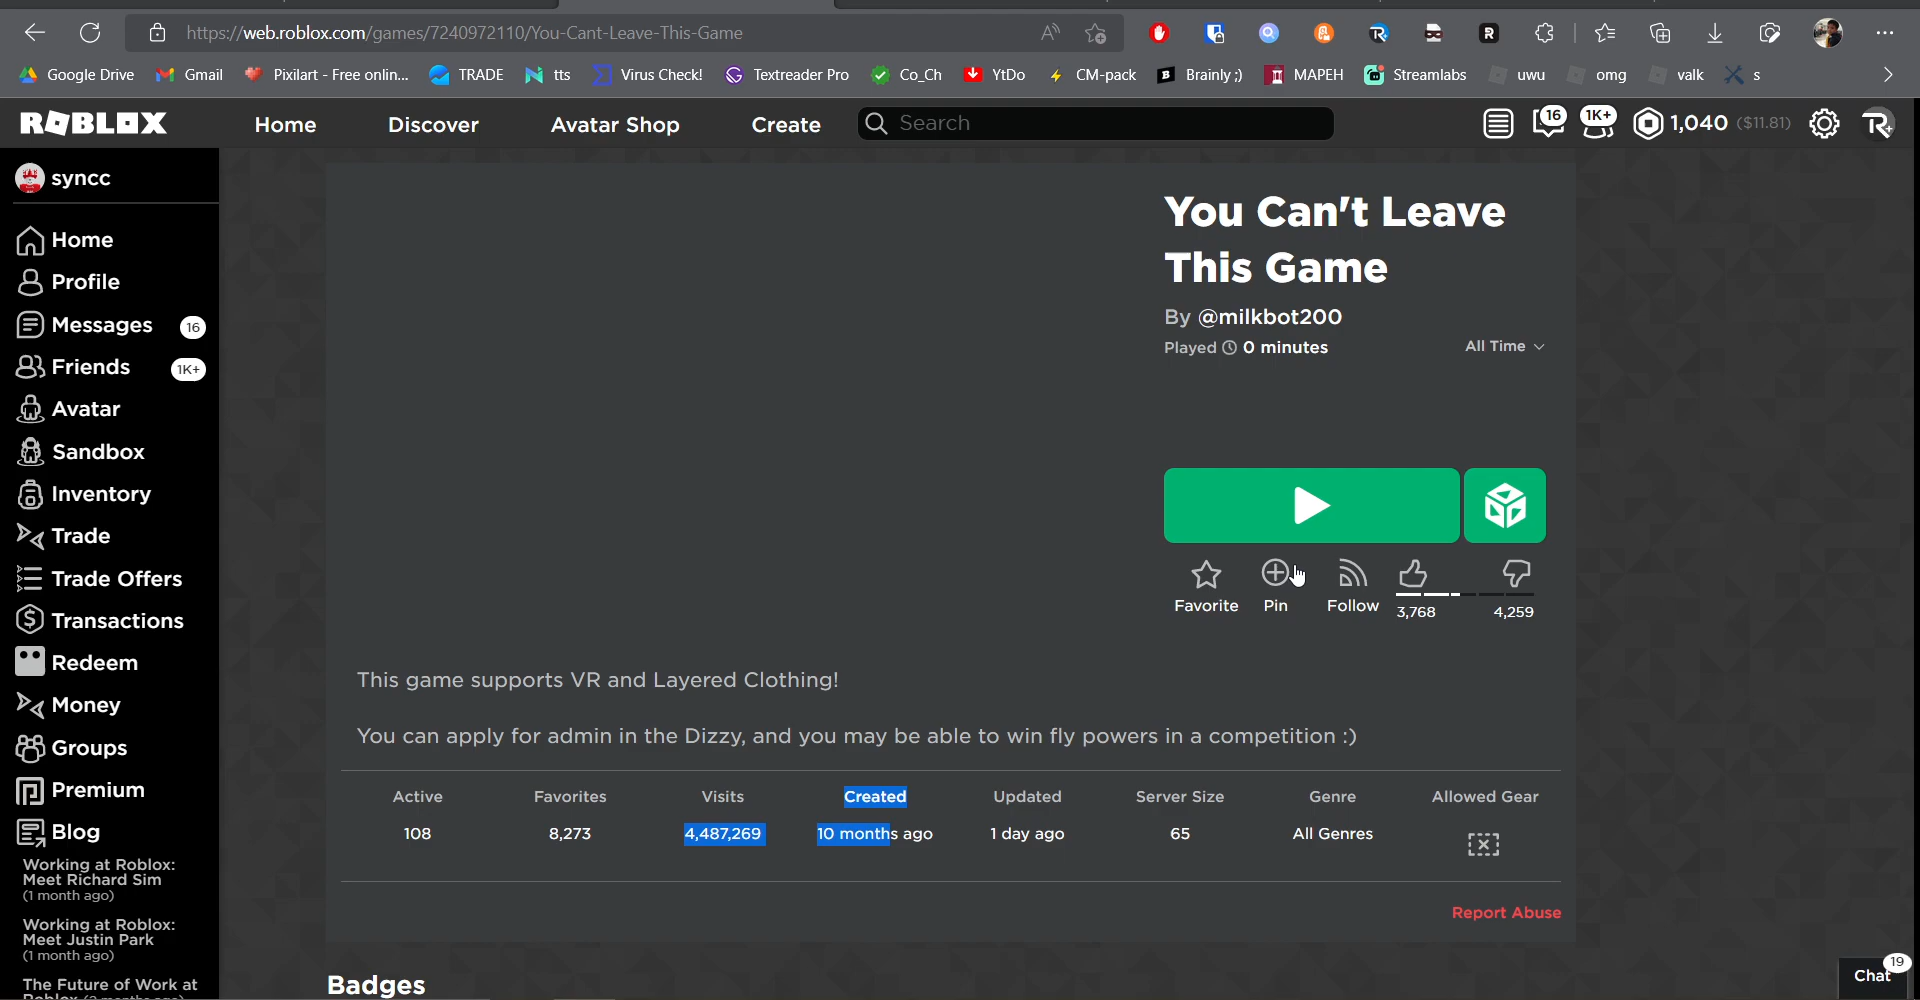 https://web.roblox.com/games/7240972110/You-Cant-Leave-This-Game
Google Drive Gmail Pixilart - Free onlin... TRADE tts Virus Check! Textreader Pro Co_Ch YtDo CM-pack Brainly ;) MAPEH Streamlabs uwu omg valk s
ROBLOX Home Discover Avatar Shop Create Search 16 1K+ 1,040 ($11.81)
syncc
Home
Profile
Messages 16
Friends 1K+
Avatar
Sandbox
Inventory
Trade
Trade Offers
Transactions
Redeem
Money
Groups
Premium
Blog
Working at Roblox:
Meet Richard Sim
(1 month ago)
Working at Roblox:
Meet Justin Park
(1 month ago)
The Future of Work at
You Can't Leave
This Game
By @milkbot200
Played 0 minutes All Time
Favorite Pin Follow 3,768 4,259
This game supports VR and Layered Clothing!
You can apply for admin in the Dizzy, and you may be able to win fly powers in a competition :)
Active Favorites Visits Created Updated Server Size Genre Allowed Gear
108 8,273 4,487,269 10 months ago 1 day ago 65 All Genres
Report Abuse
Badges
Chat 19